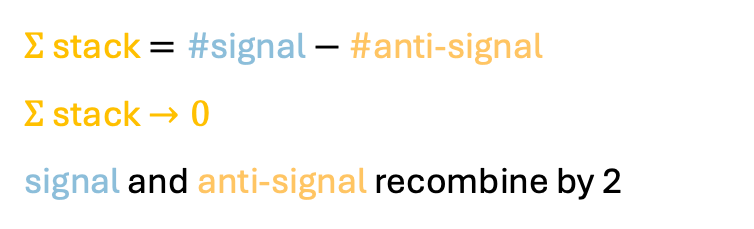 Σ stack = #signal − #anti-signal
Σ stack → 0
signal and anti-signal recombine by 2